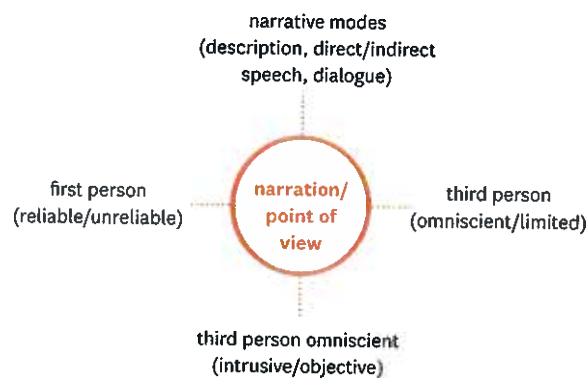 narrative modes
(description, direct/indirect
speech, dialogue)
first person
(reliable/unreliable)
narration/
point of
view
third person
(omniscient/limited)
third person omniscient
(intrusive/objective)